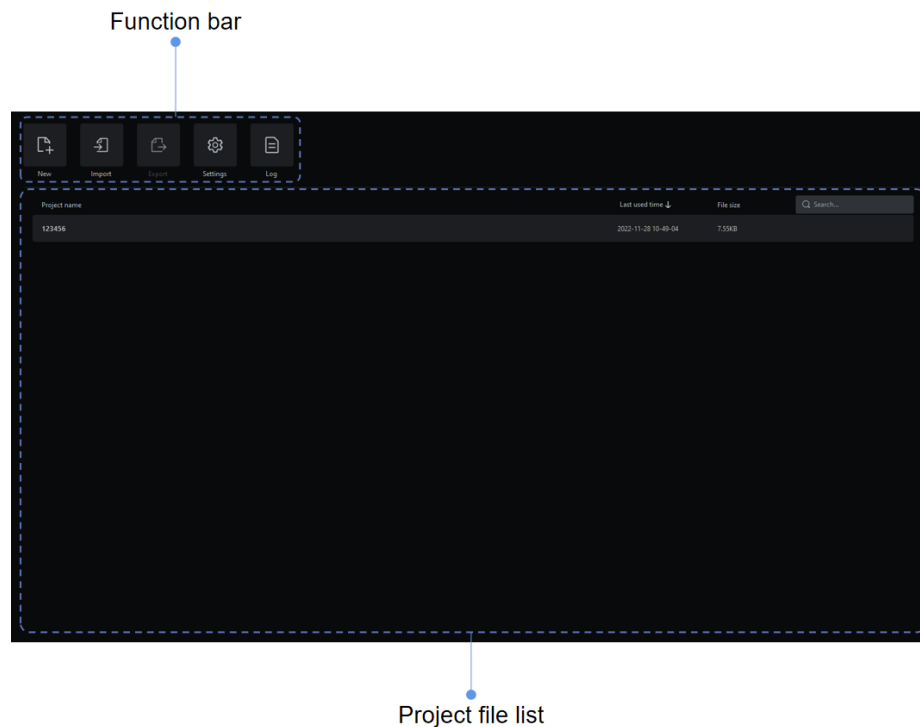 Function bar
New Import Export Settings Log
Project name Last used time File size Search...
123456 2022-11-28 10-49-04 7.55KB
Project file list